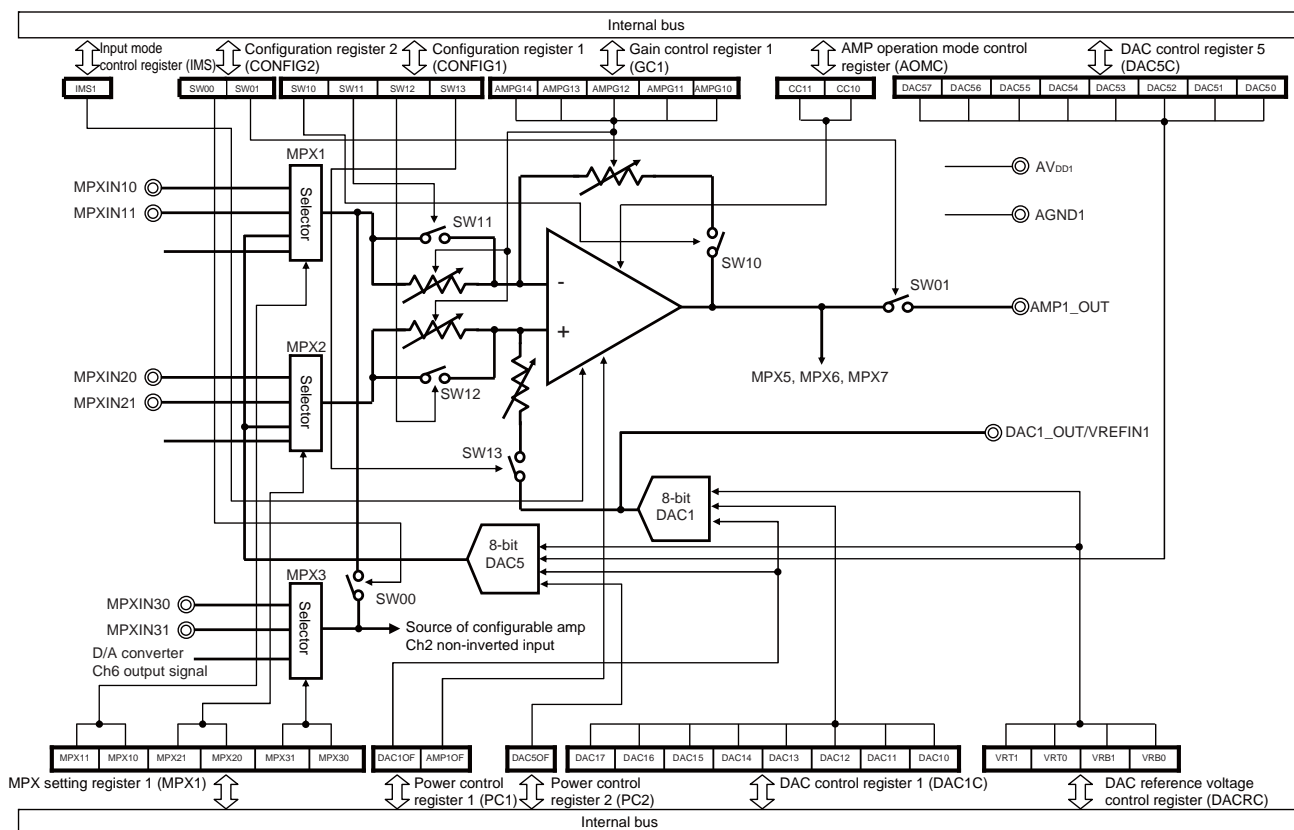 Internal bus
Input mode
control register (IMS)
Configuration register 2
(CONFIG2)
Configuration register 1
(CONFIG1)
Gain control register 1
(GC1)
AMP operation mode control
register (AOMC)
DAC control register 5
(DAC5C)
IMS1
SW00 SW01
SW10 SW11 SW12 SW13
AMPG14 AMPG13 AMPG12 AMPG11 AMPG10
CC11 CC10
DAC57 DAC56 DAC55 DAC54 DAC53 DAC52 DAC51 DAC50
MPX1
Selector
MPXIN10
MPXIN11
SW11
SW10
AVDD1
AGND1
-
+
SW01
AMP1_OUT
MPX5, MPX6, MPX7
MPX2
Selector
MPXIN20
MPXIN21
SW12
SW13
DAC1_OUT/VREFIN1
8-bit
DAC1
8-bit
DAC5
MPX3
Selector
SW00
MPXIN30
MPXIN31
D/A converter
Ch6 output signal
Source of configurable amp
Ch2 non-inverted input
MPX11 MPX10 MPX21 MPX20 MPX31 MPX30
DAC1OF AMP1OF
DAC5OF
DAC17 DAC16 DAC15 DAC14 DAC13 DAC12 DAC11 DAC10
VRT1 VRT0 VRB1 VRB0
MPX setting register 1 (MPX1)
Power control
register 1 (PC1)
Power control
register 2 (PC2)
DAC control register 1 (DAC1C)
DAC reference voltage
control register (DACRC)
Internal bus